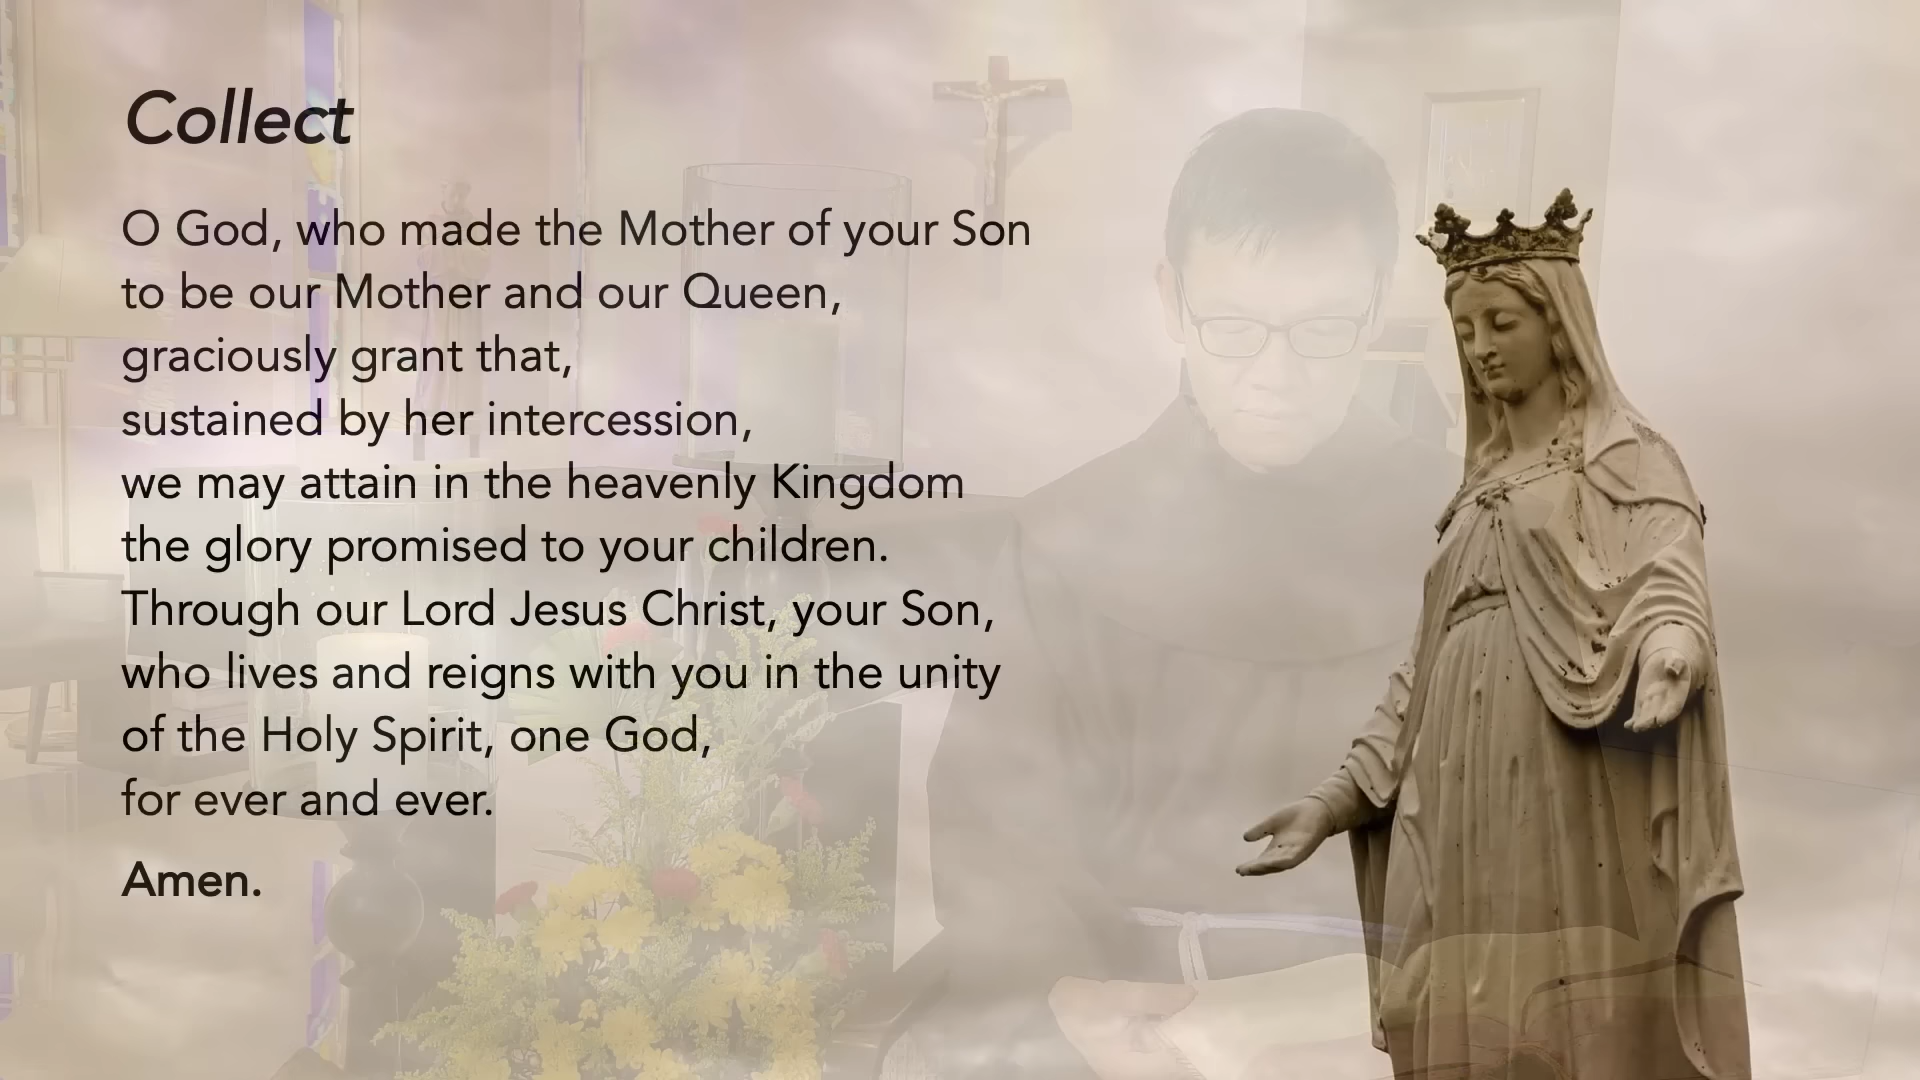 Collect
O God, who made the Mother of your Son
to be our Mother and our Queen,
graciously grant that,
sustained by her intercession,
we may attain in the heavenly Kingdom
the glory promised to your children.
Through our Lord Jesus Christ, your Son,
who lives and reigns with you in the unity
of the Holy Spirit, one God,
for ever and ever.
Amen.